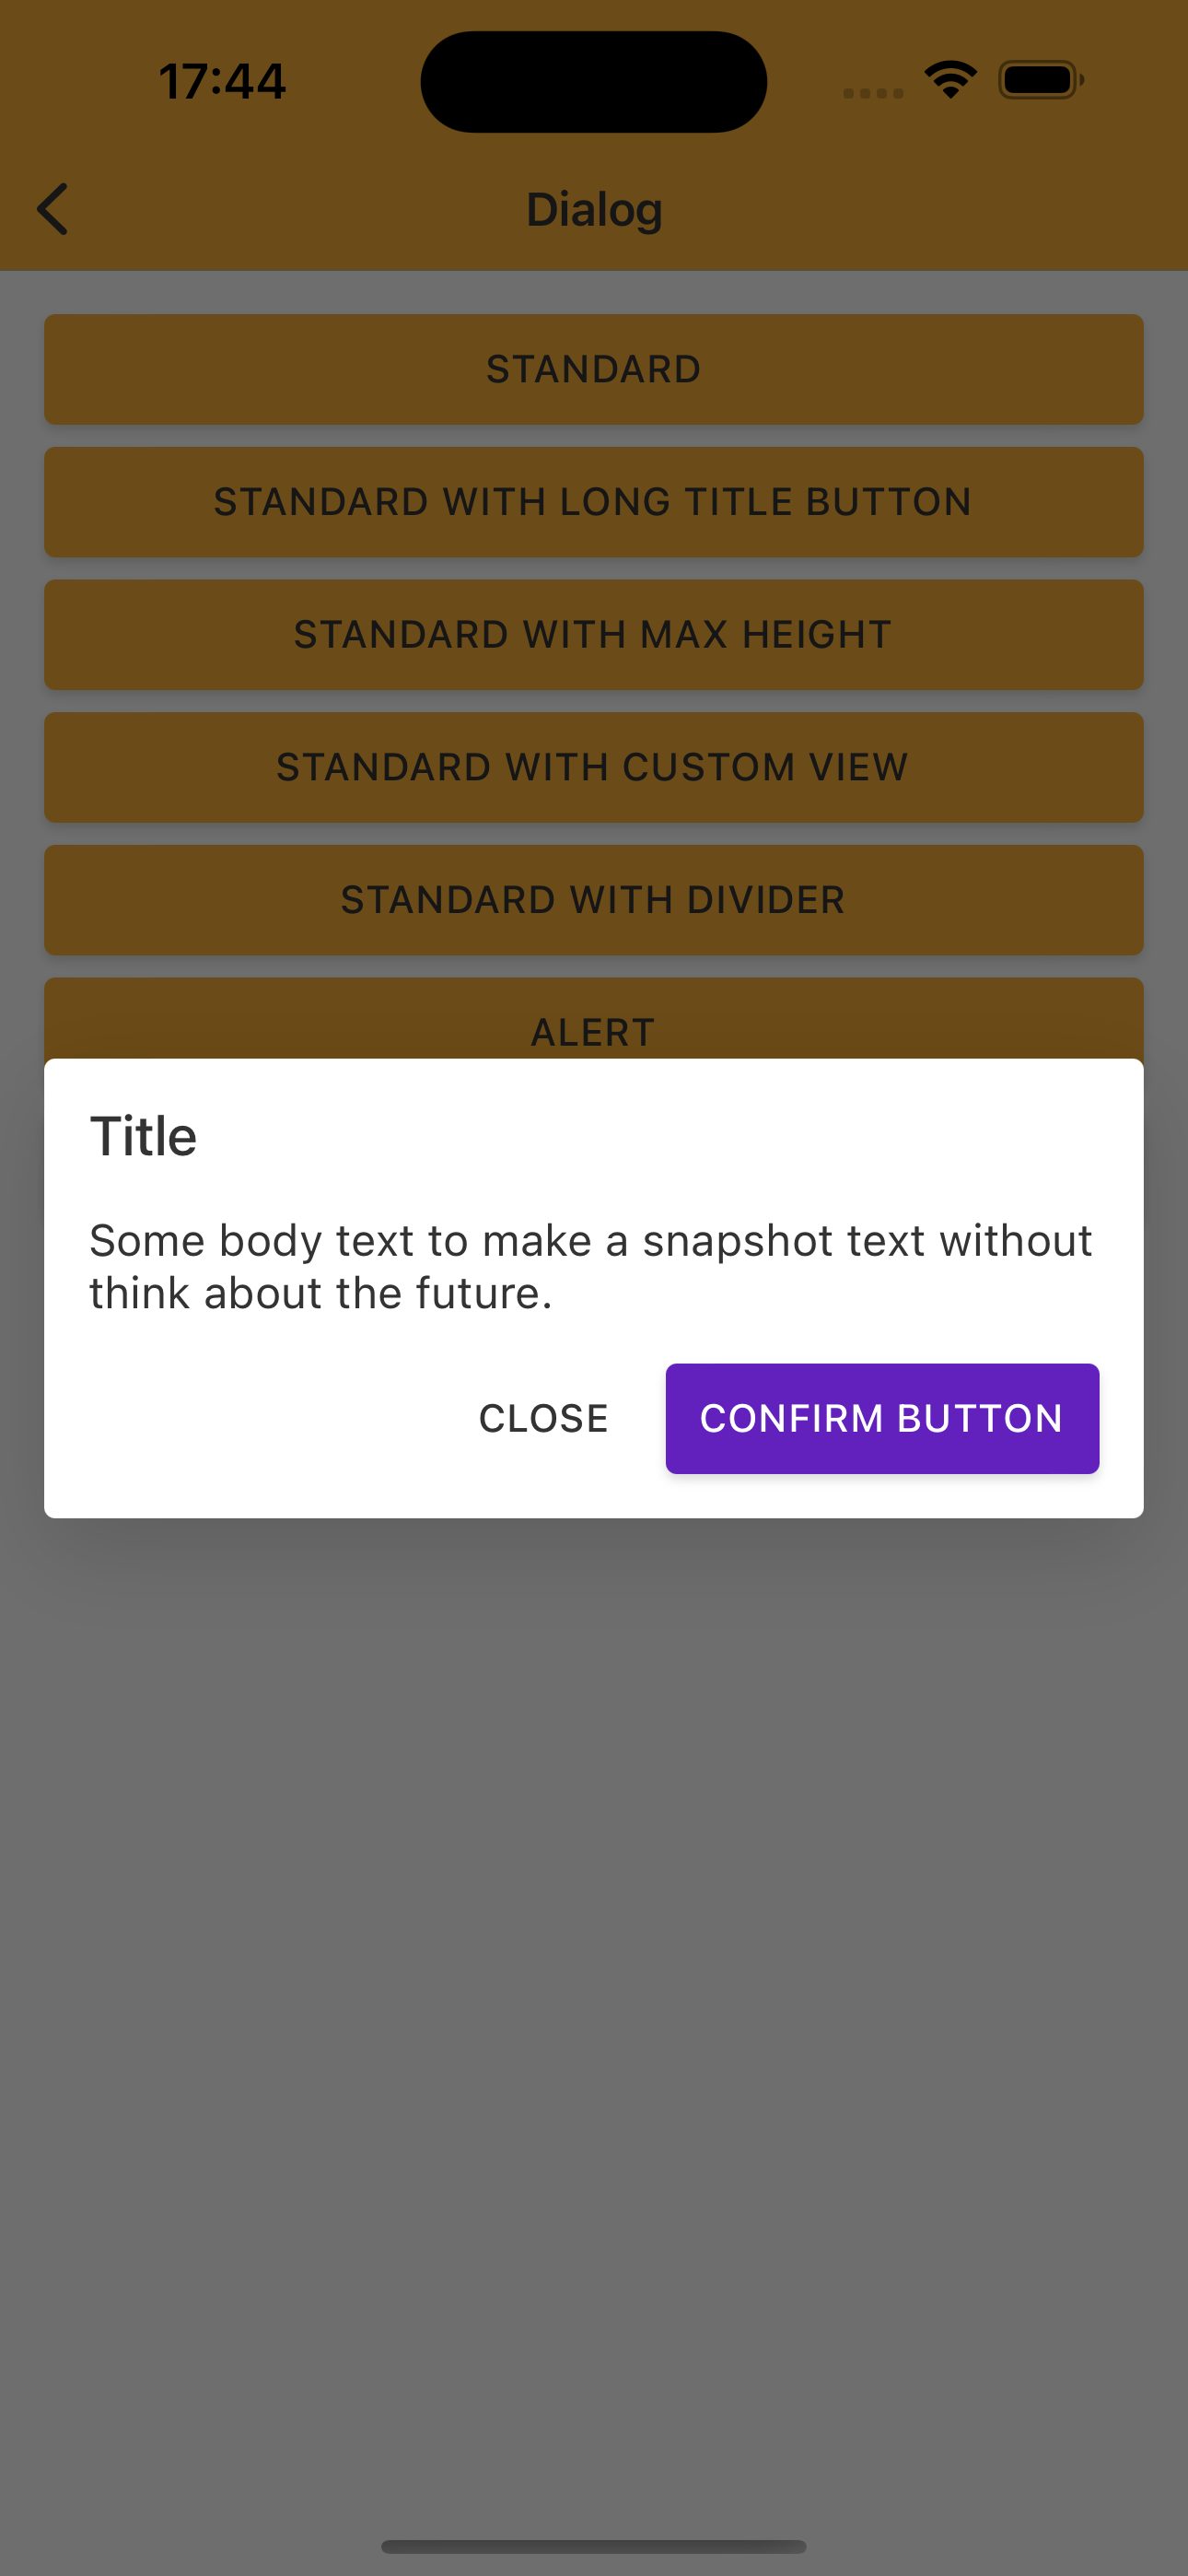 17:44
Dialog
STANDARD
STANDARD WITH LONG TITLE BUTTON
STANDARD WITH MAX HEIGHT
STANDARD WITH CUSTOM VIEW
STANDARD WITH DIVIDER
ALERT
Title
Some body text to make a snapshot text without
think about the future.
CLOSE
CONFIRM BUTTON